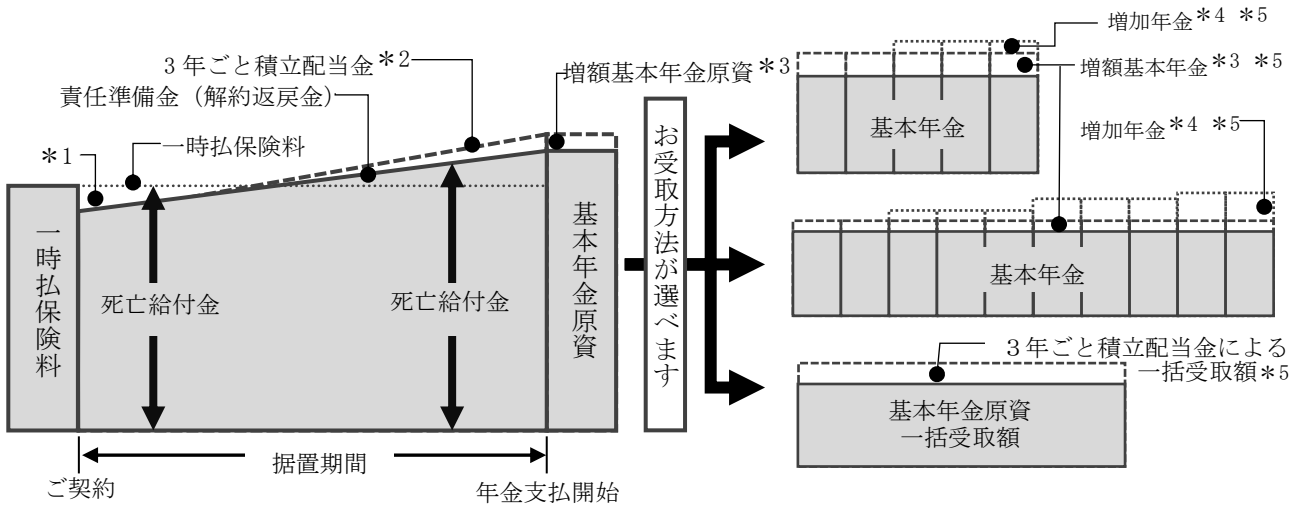 3年ごと積立配当金*2
責任準備金(解約返戻金)
*1
一時払保険料
増額基本年金原資*3
一時払保険料
死亡給付金
死亡給付金
基本年金原資
据置期間
ご契約
年金支払開始
お受取方法が選べます
増加年金*4 *5
増額基本年金*3 *5
基本年金
増加年金*4 *5
基本年金
3年ごと積立配当金による
一括受取額*5
基本年金原資
一括受取額